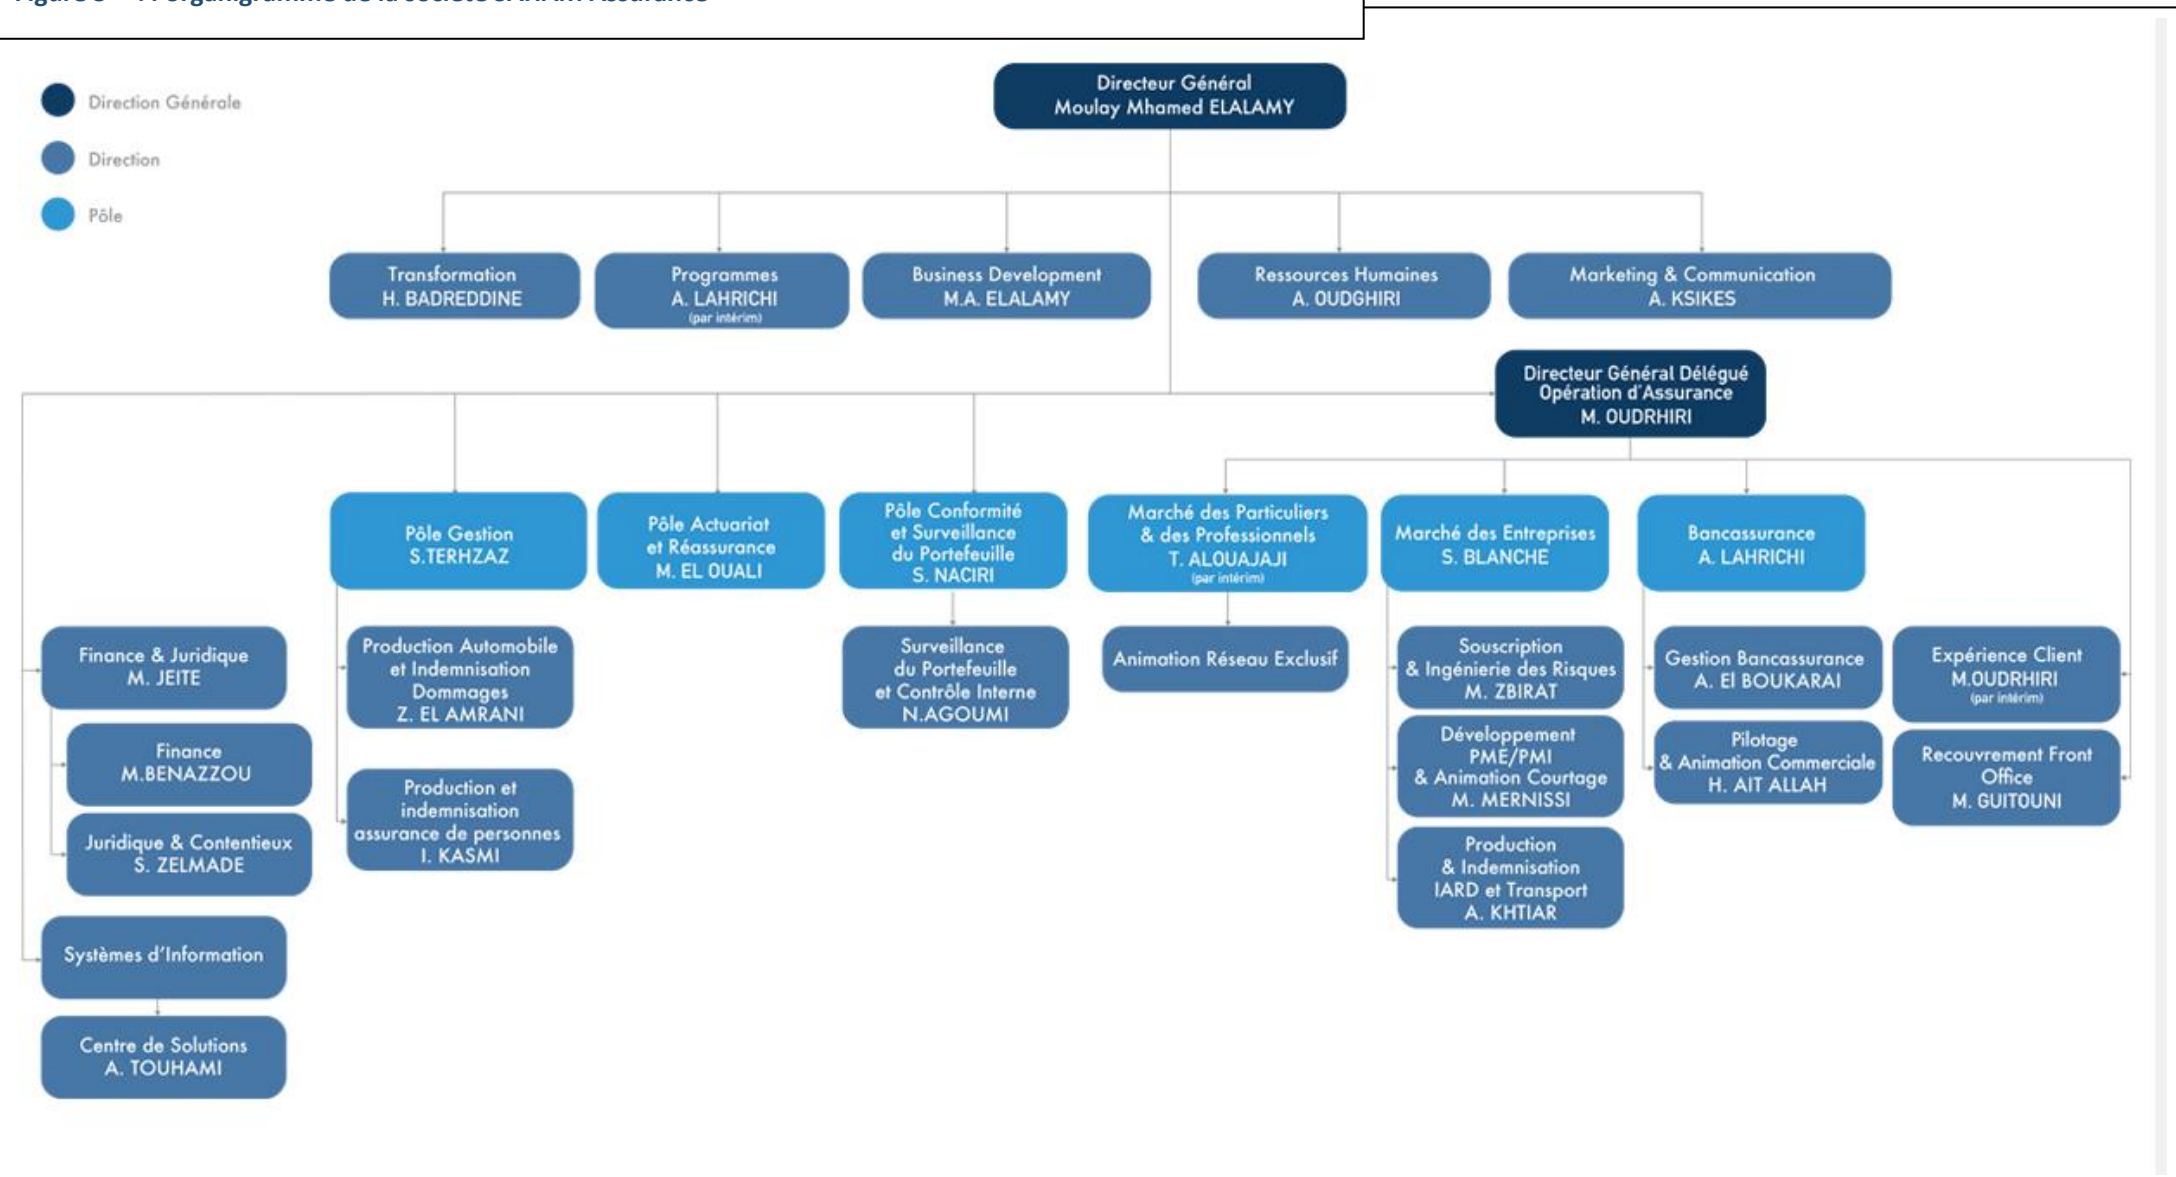 Direction Générale
Direction
Pôle
Directeur Général
Moulay Mhamed ELALAMY
Transformation
H. BADREDDINE
Programmes
A. LAHRICHI
(par intérim)
Business Development
M.A. ELALAMY
Ressources Humaines
A. OUDGHIRI
Marketing & Communication
A. KSIKES
Directeur Général Délégué
Opération d'Assurance
M. OUDRHIRI
Pôle Gestion
S.TERHZAZ
Pôle Actuariat
et Réassurance
M. EL OUALI
Pôle Conformité
et Surveillance
du Portefeuille
S. NACIRI
Marché des Particuliers
& des Professionnels
T. ALOUAJAJI
(par intérim)
Marché des Entreprises
S. BLANCHE
Bancassurance
A. LAHRICHI
Finance & Juridique
M. JEITE
Finance
M.BENAZZOU
Juridique & Contentieux
S. ZELMADE
Systèmes d'Information
Centre de Solutions
A. TOUHAMI
Production Automobile
et Indemnisation
Dommages
Z. EL AMRANI
Production et
indemnisation
assurance de personnes
I. KASMI
Surveillance
du Portefeuille
et Contrôle Interne
N.AGOUMI
Animation Réseau Exclusif
Souscription
& Ingénierie des Risques
M. ZBIRAT
Développement
PME/PMI
& Animation Courtage
M. MERNISSI
Production
& Indemnisation
IARD et Transport
A. KHTIAR
Gestion Bancassurance
A. El BOUKARAI
Pilotage
& Animation Commerciale
H. AIT ALLAH
Expérience Client
M.OUDRHIRI
(par intérim)
Recouvrement Front
Office
M. GUITOUNI